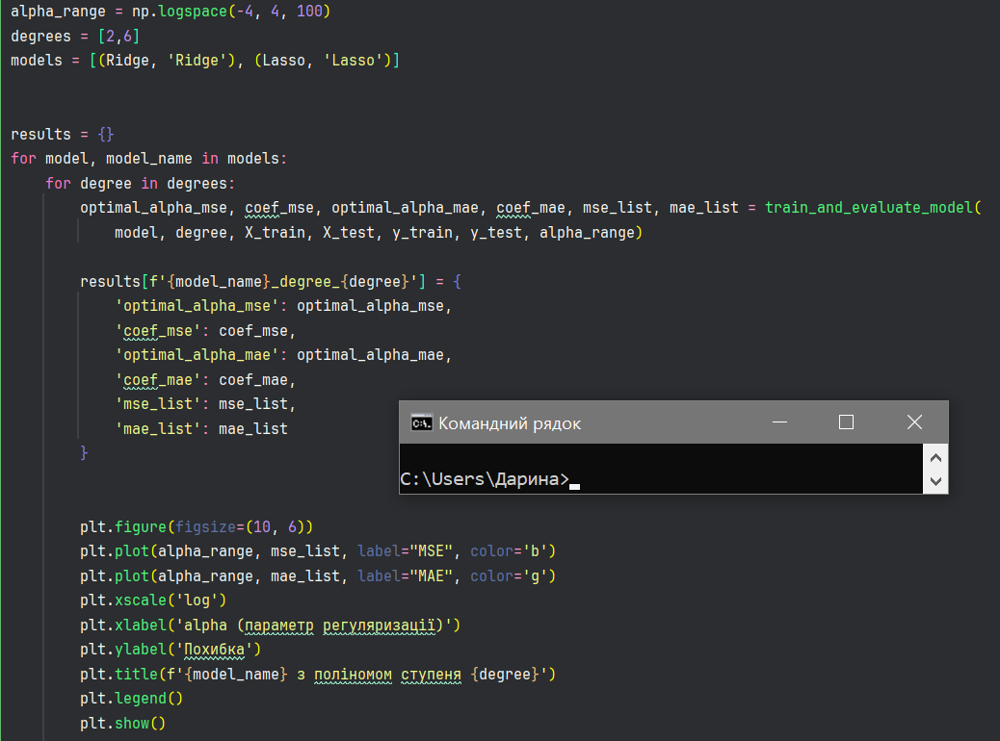 alpha_range = np.logspace(-4, 4, 100)
degrees = [2,6]
models = [(Ridge, 'Ridge'), (Lasso, 'Lasso')]
results = {}
for model, model_name in models:
    for degree in degrees:
        optimal_alpha_mse, coef_mse, optimal_alpha_mae, coef_mae, mse_list, mae_list = train_and_evaluate_model(
            model, degree, X_train, X_test, y_train, y_test, alpha_range)
        results[f'{model_name}_degree_{degree}'] = {
            'optimal_alpha_mse': optimal_alpha_mse,
            'coef_mse': coef_mse,
            'optimal_alpha_mae': optimal_alpha_mae,
            'coef_mae': coef_mae,
            'mse_list': mse_list,
            'mae_list': mae_list
        }
Командний рядок
C:\Users\Дарина>
        plt.figure(figsize=(10, 6))
        plt.plot(alpha_range, mse_list, label="MSE", color='b')
        plt.plot(alpha_range, mae_list, label="MAE", color='g')
        plt.xscale('log')
        plt.xlabel('alpha (параметр регуляризації)')
        plt.ylabel('Похибка')
        plt.title(f'{model_name} з поліномом ступеня {degree}')
        plt.legend()
        plt.show()